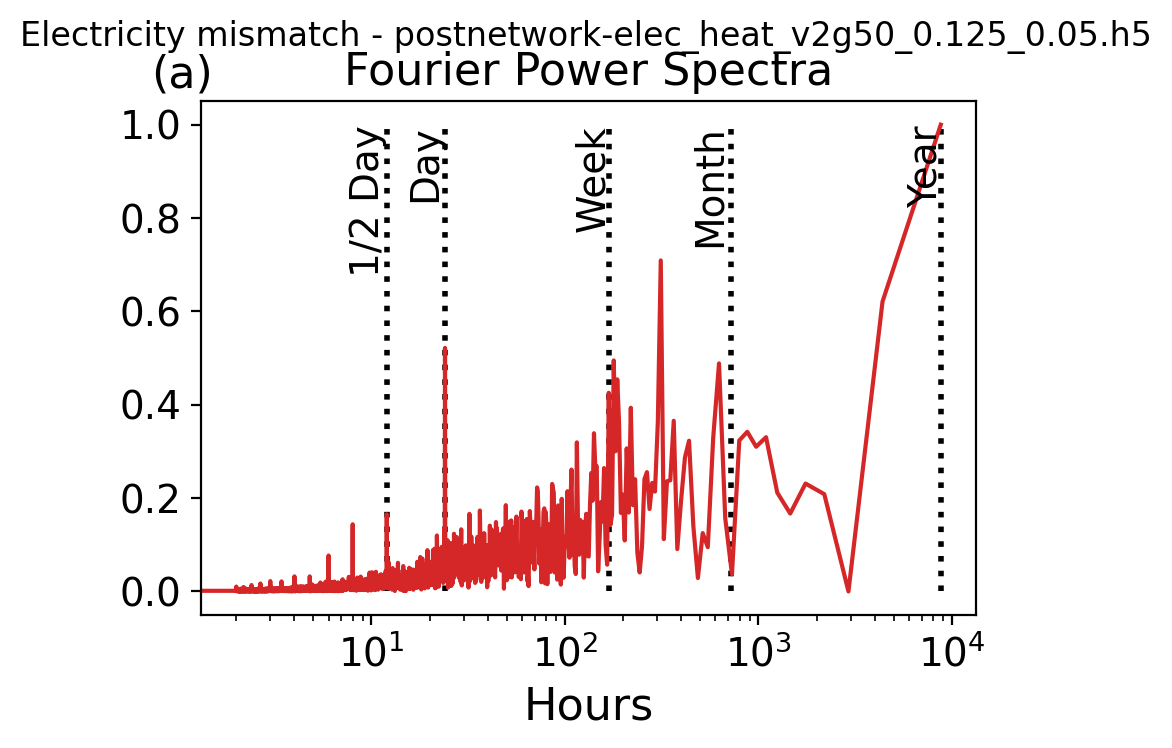 Electricity mismatch - postnetwork-elec_heat_v2g50_0.125_0.05.h5
(a)
Fourier Power Spectra
1.0
0.8
0.6
0.4
0.2
0.0
1/2 Day
Day
Week
Month
Year
10¹
10²
10³
10⁴
Hours